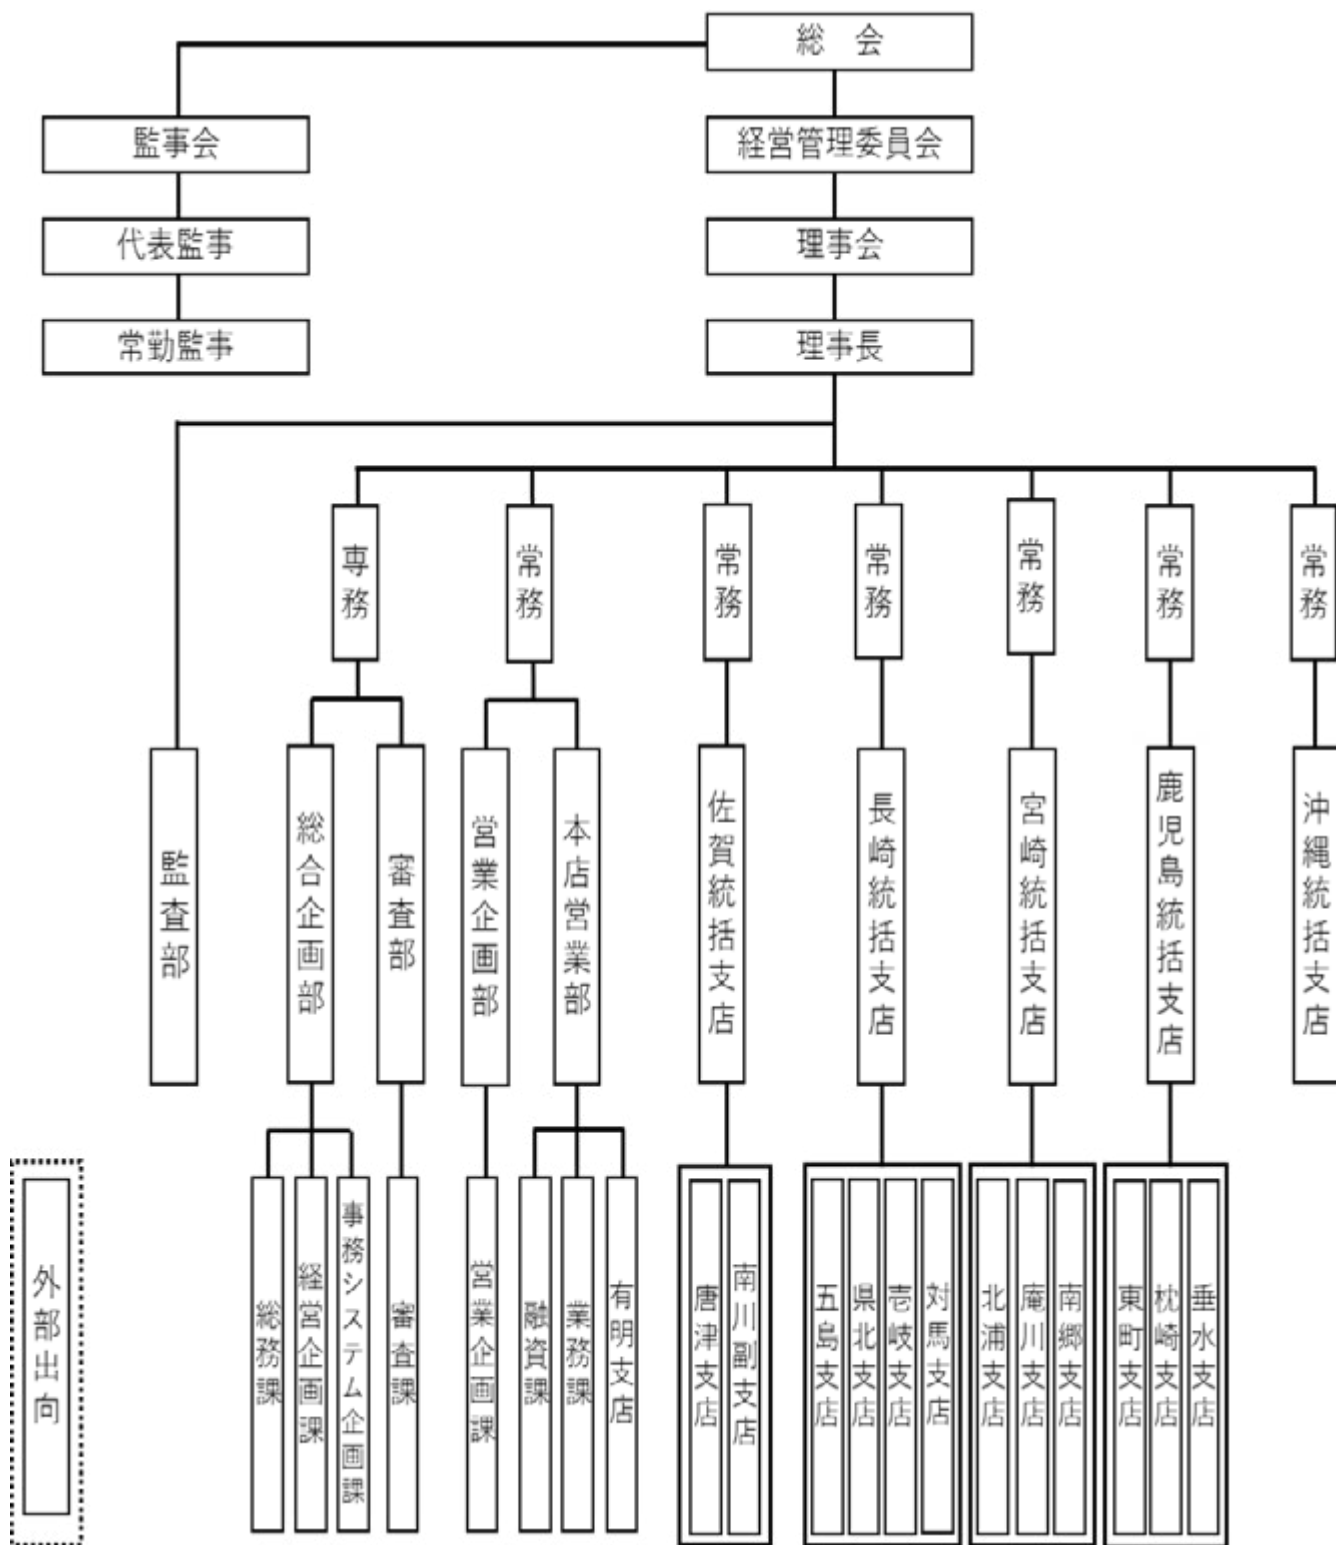 総　会
監事会
経営管理委員会
代表監事
理事会
常勤監事
理事長
専務
常務
常務
常務
常務
常務
常務
監査部
総合企画部
審査部
営業企画部
本店営業部
佐賀統括支店
長崎統括支店
宮崎統括支店
鹿児島統括支店
沖縄統括支店
外部出向
総務課
経営企画課
事務システム企画課
審査課
営業企画課
融資課
業務課
有明支店
唐津支店
南川副支店
五島支店
県北支店
壱岐支店
対馬支店
北浦支店
庵川支店
南郷支店
東町支店
枕崎支店
垂水支店